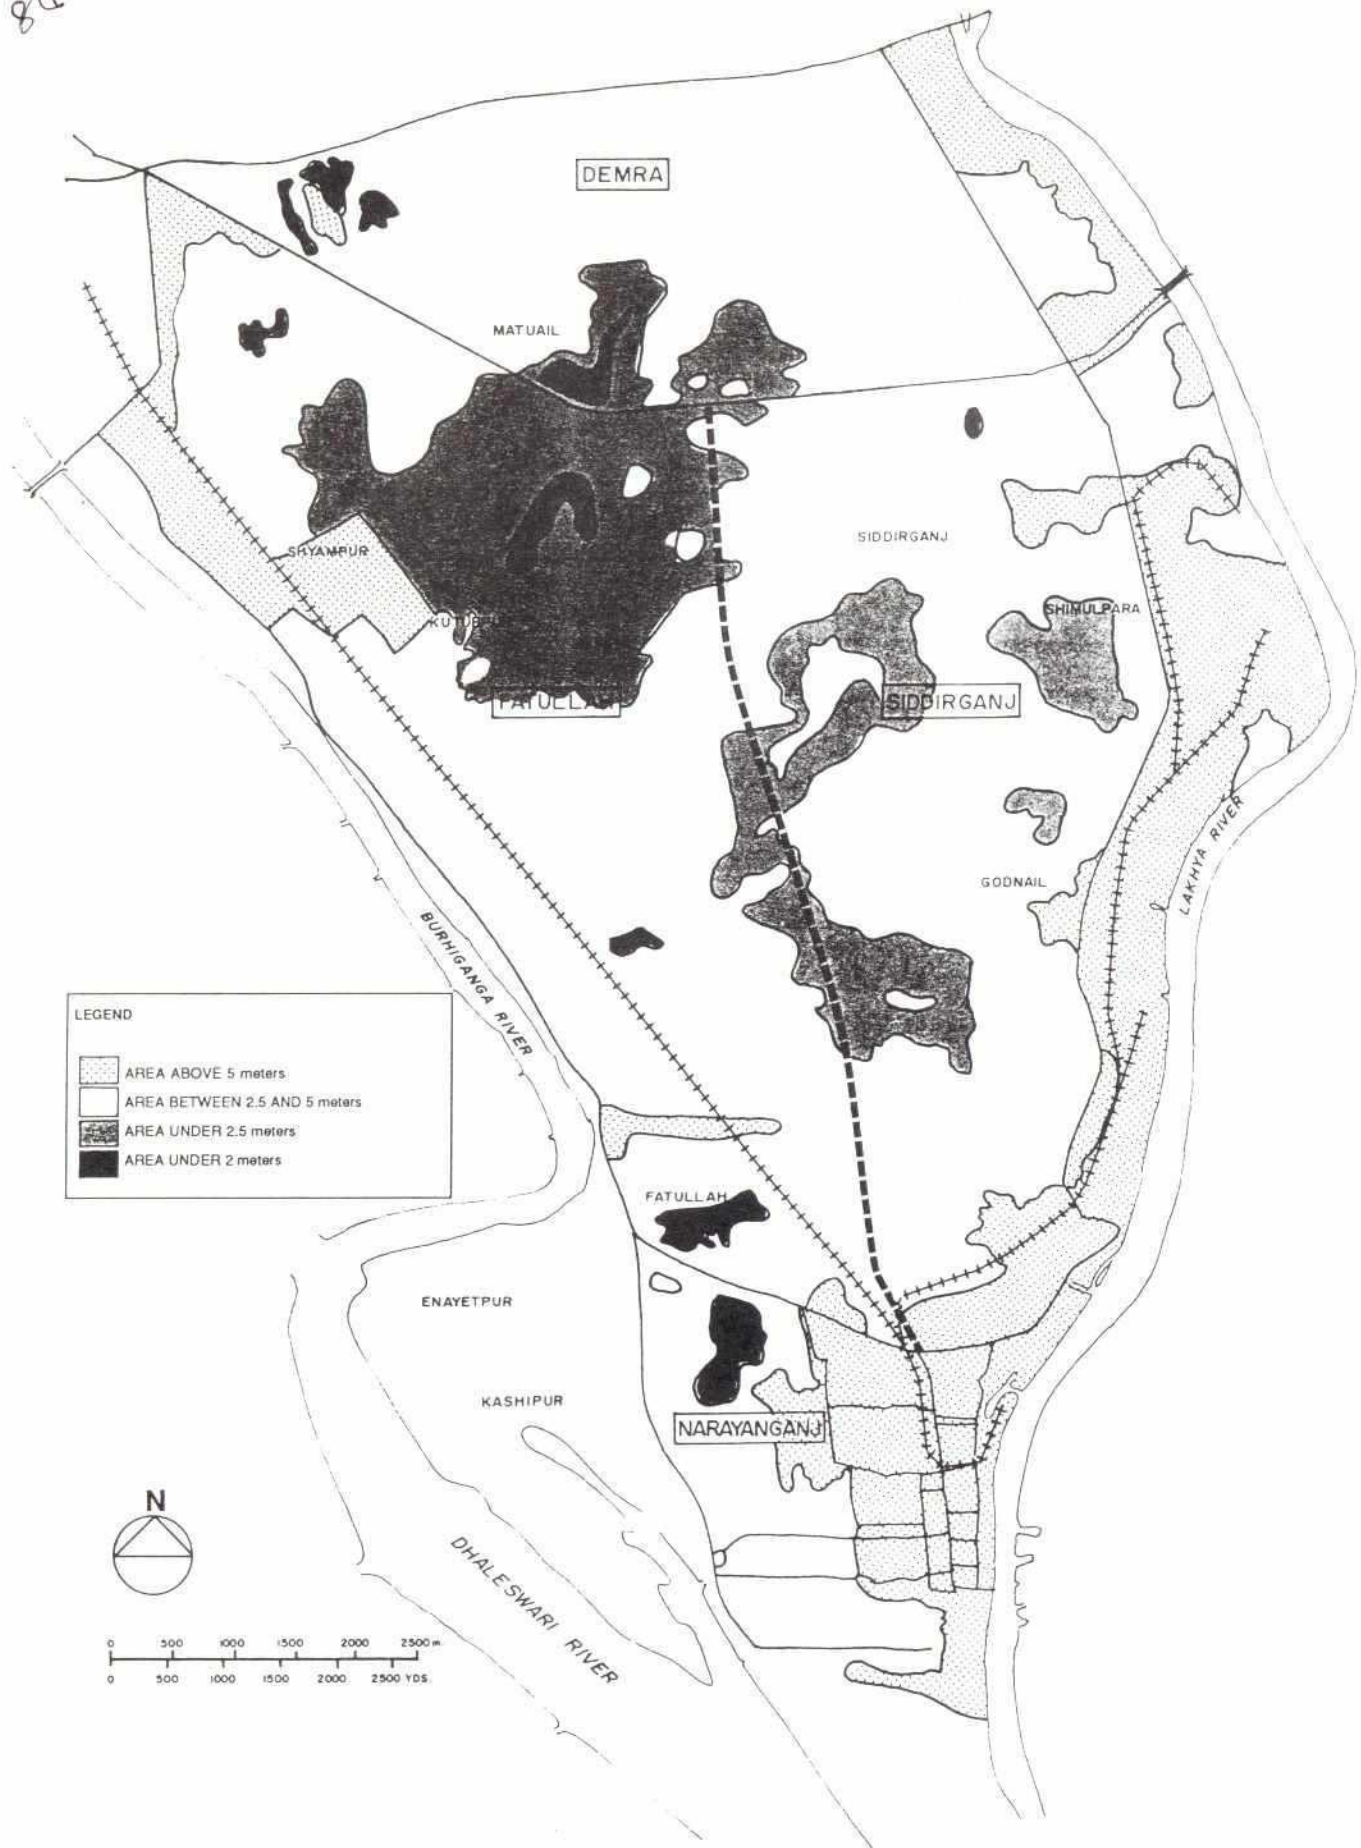 DEMRA
MATUAIL
SIDDIRGANJ
SHYAMPUR
SHIMULPARA
FATULLAH
SIDDIRGANJ
GODNAIL
LAKHYA RIVER
BURHIGANGA RIVER
LEGEND
AREA ABOVE 5 meters
AREA BETWEEN 2.5 AND 5 meters
AREA UNDER 2.5 meters
AREA UNDER 2 meters
FATULLAH
ENAYETPUR
KASHIPUR
NARAYANGANJ
N
DHALESWARI RIVER
0 500 1000 1500 2000 2500 m.
0 500 1000 1500 2000 2500 YDS.